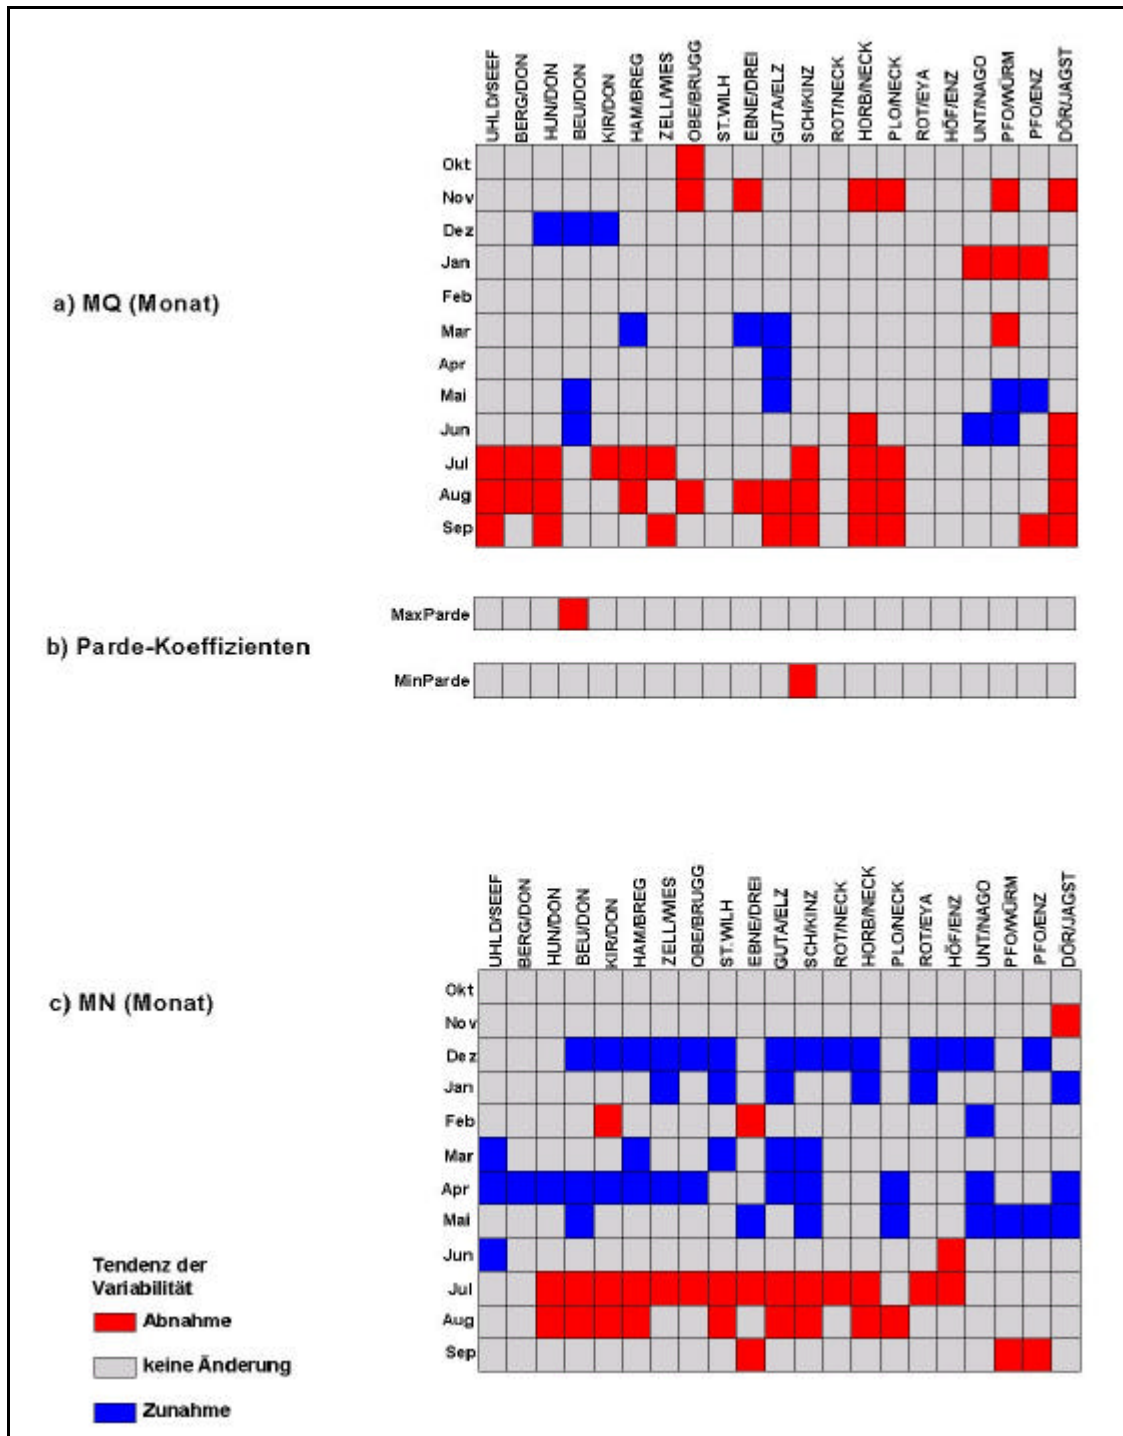 UHLD/SEEF
BERG/DON
HUN/DON
BEU/DON
KIR/DON
HAM/BREG
ZELL/WIES
OBE/BRUGG
ST.WILH
EBNE/DREI
GUTA/ELZ
SCH/KINZ
ROT/NECK
HORB/NECK
PLO/NECK
ROT/EYA
HÖF/ENZ
UNT/NAGO
PFO/WÜRM
PFO/ENZ
DÖR/JAGST
Okt
Nov
Dez
Jan
Feb
a) MQ (Monat)
Mar
Apr
Mai
Jun
Jul
Aug
Sep
MaxParde
b) Parde-Koeffizienten
MinParde
UHLD/SEEF
BERG/DON
HUN/DON
BEU/DON
KIR/DON
HAM/BREG
ZELL/WIES
OBE/BRUGG
ST.WILH
EBNE/DREI
GUTA/ELZ
SCH/KINZ
ROT/NECK
HORB/NECK
PLO/NECK
ROT/EYA
HÖF/ENZ
UNT/NAGO
PFO/WÜRM
PFO/ENZ
DÖR/JAGST
Okt
c) MN (Monat)
Nov
Dez
Jan
Feb
Mar
Apr
Mai
Jun
Jul
Aug
Sep
Tendenz der
Variabilität
Abnahme
keine Änderung
Zunahme